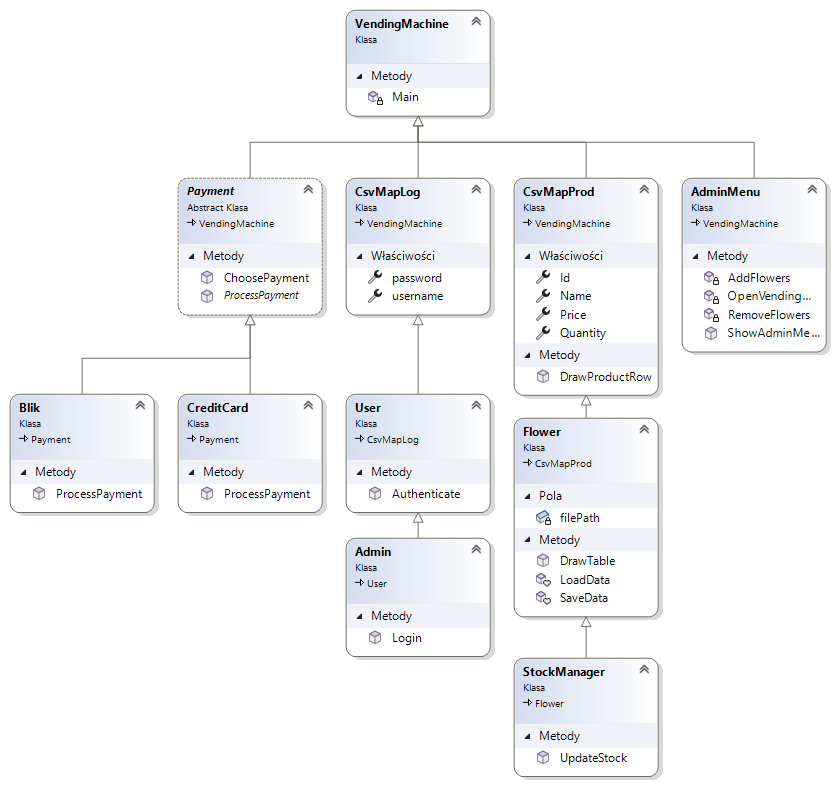 VendingMachine
Klasa
Metody
Main
Payment
Abstract Klasa
VendingMachine
Metody
ChoosePayment
ProcessPayment
CsvMapLog
Klasa
VendingMachine
Właściwości
password
username
CsvMapProd
Klasa
VendingMachine
Właściwości
Id
Name
Price
Quantity
Metody
DrawProductRow
AdminMenu
Klasa
VendingMachine
Metody
AddFlowers
OpenVending...
RemoveFlowers
ShowAdminMe...
Blik
Klasa
Payment
Metody
ProcessPayment
CreditCard
Klasa
Payment
Metody
ProcessPayment
User
Klasa
CsvMapLog
Metody
Authenticate
Flower
Klasa
CsvMapProd
Pola
filePath
Metody
DrawTable
LoadData
SaveData
Admin
Klasa
User
Metody
Login
StockManager
Klasa
Flower
Metody
UpdateStock